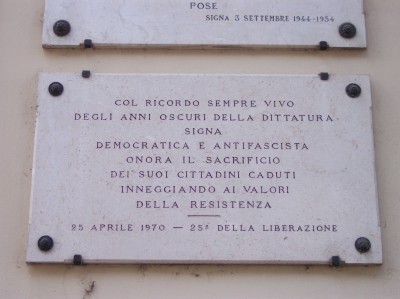 POSE
SIGNA 3 SETTEMBRE 1944-1954
COL RICORDO SEMPRE VIVO
DEGLI ANNI OSCURI DELLA DITTATURA
SIGNA
DEMOCRATICA E ANTIFASCISTA
ONORA IL SACRIFICIO
DEI SUOI CITTADINI CADUTI
INNEGGIANDO AI VALORI
DELLA RESISTENZA
25 APRILE 1970 — 25° DELLA LIBERAZIONE